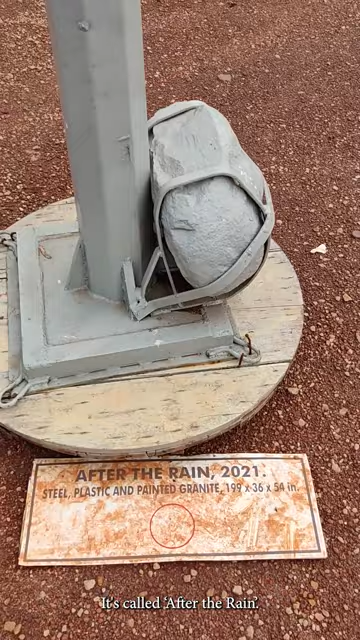 AFTER THE RAIN, 2021.
STEEL, PLASTIC AND PAINTED GRANITE, 199 x 36 x 54 in.
It's called 'After the Rain'.